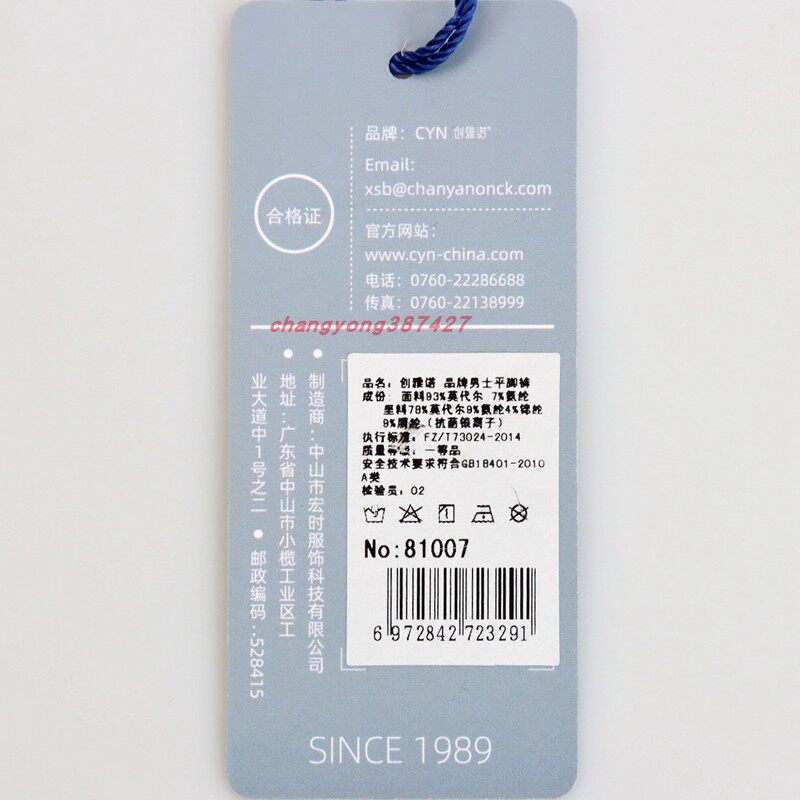 品牌：CYN 创雅诺®
Email:
xsb@chanyanonck.com
合格证
官方网站：
www.cyn-china.com
电话：0760-22286688
传真：0760-22138999
changyong387427
● 制造商：中山市宏时服饰科技有限公司
● 地址：广东省中山市小榄工业区工
业大道中1号之二 ● 邮政编码：528415
品名：创雅诺 品牌男士平脚裤
成份：面料93%莫代尔 7%氨纶
里料78%莫代尔9%氨纶4%锦纶
9%腈纶（抗菌银离子）
执行标准：FZ/T73024-2014
质量等级：一等品
安全技术要求符合GB18401-2010
A类
检验员：02
No:81007
6 972842 723291
SINCE 1989